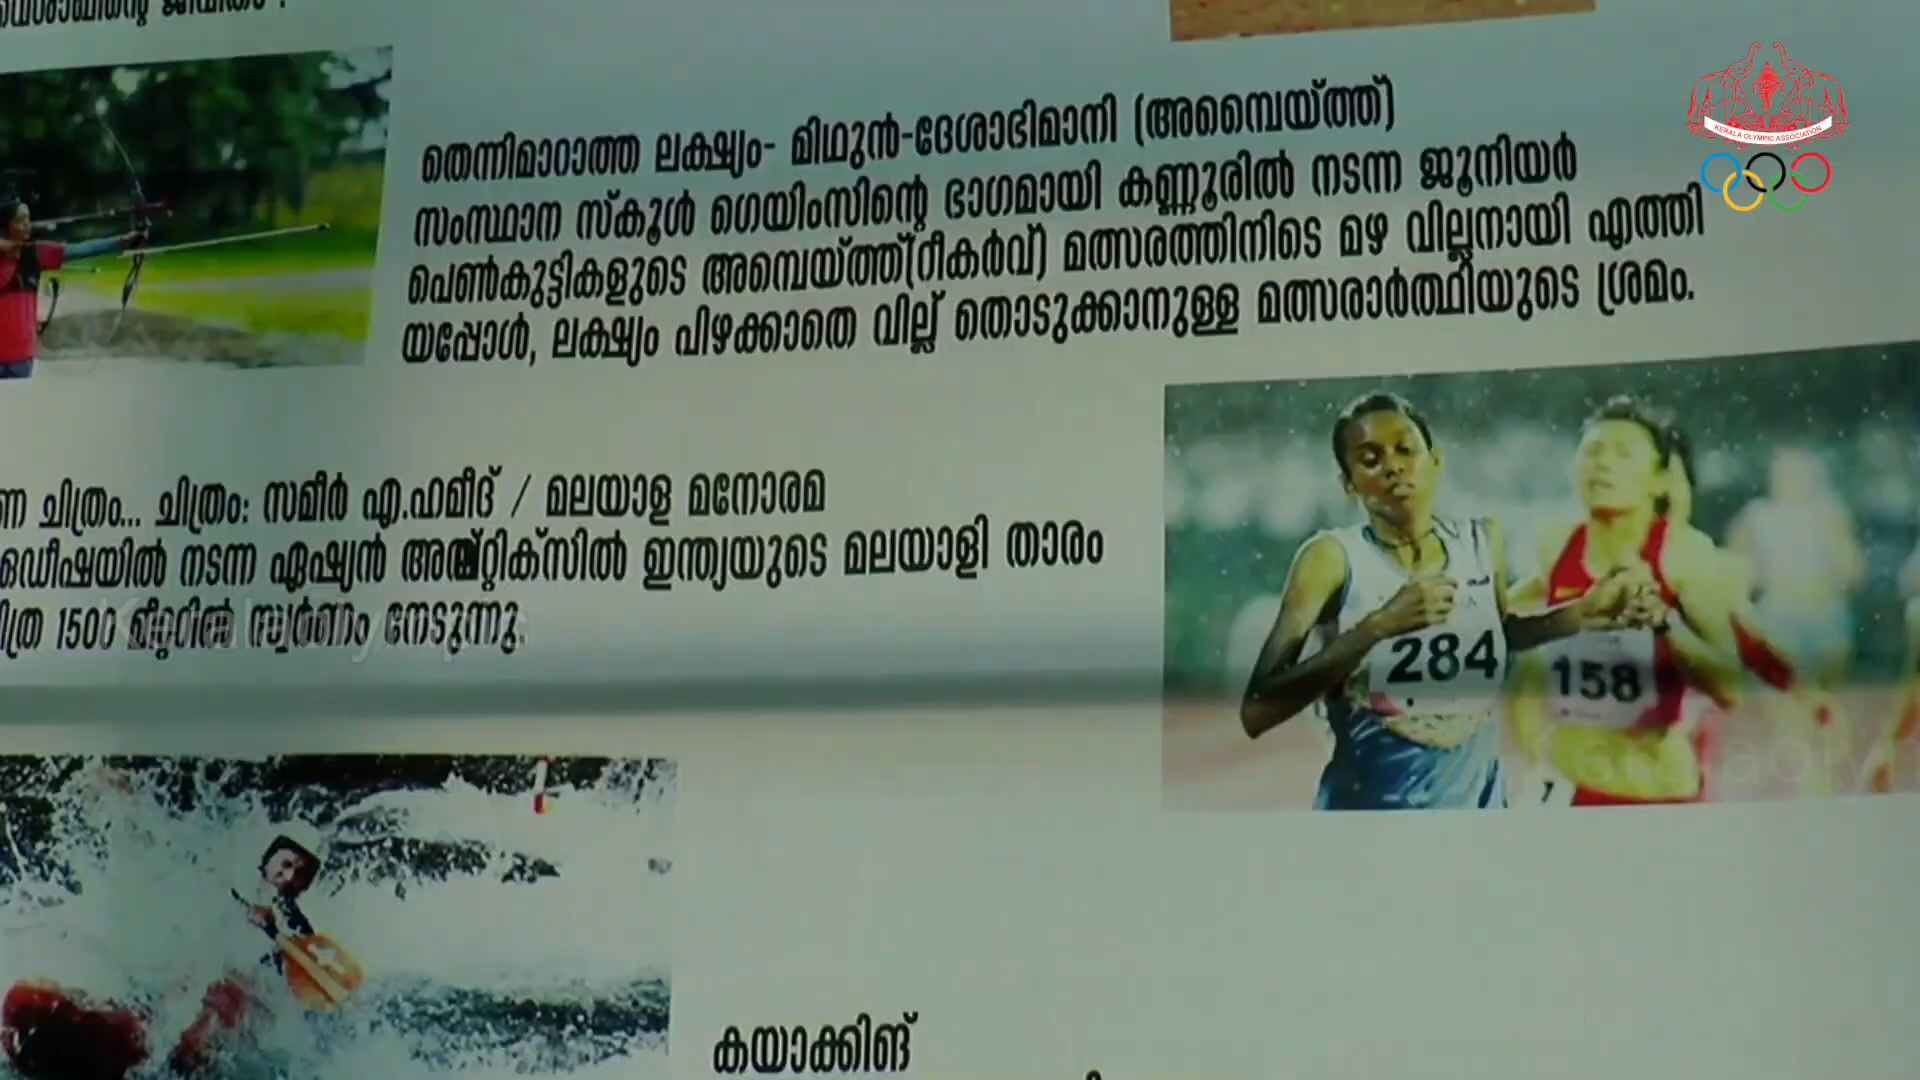 ജീവിതം .
KERALA OLYMPIC ASSOCIATION
തെന്നിമാറാത്ത ലക്ഷ്യം- മിഥുൻ-ദേശാഭിമാനി (അമ്പൈയ്ത്ത്)
സംസ്ഥാന സ്കൂൾ ഗെയിംസിന്റെ ഭാഗമായി കണ്ണൂരിൽ നടന്ന ജൂനിയർ
പെൺകുട്ടികളുടെ അമ്പെയ്ത്ത്(റീകർവ്) മത്സരത്തിനിടെ മഴ വില്ലനായി എത്തി
യപ്പോൾ, ലക്ഷ്യം പിഴക്കാതെ വില്ല് തൊടുക്കാനുള്ള മത്സരാർത്ഥിയുടെ ശ്രമം.
ചിത്രം... ചിത്രം: സമീർ എ.ഹമീദ് / മലയാള മനോരമ
ഒഡീഷയിൽ നടന്ന ഏഷ്യൻ അത്‌ലറ്റിക്സിൽ ഇന്ത്യയുടെ മലയാളി താരം
1500 മീറ്ററിൽ സ്വർണം നേടുന്നു.
284
158
കയാക്കിങ്